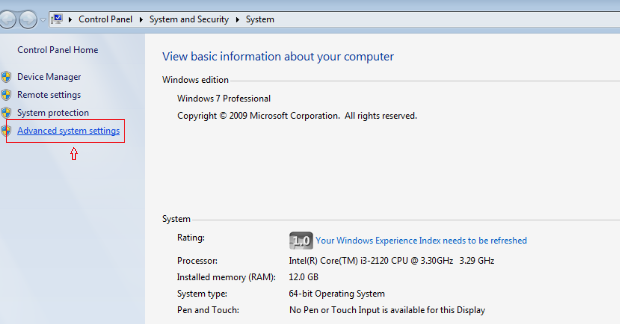 Control Panel ▸ System and Security ▸ System
Control Panel Home
Device Manager
Remote settings
System protection
Advanced system settings
View basic information about your computer
Windows edition
Windows 7 Professional
Copyright © 2009 Microsoft Corporation. All rights reserved.
System
Rating: 1.0 Your Windows Experience Index needs to be refreshed
Processor: Intel(R) Core(TM) i3-2120 CPU @ 3.30GHz 3.29 GHz
Installed memory (RAM): 12.0 GB
System type: 64-bit Operating System
Pen and Touch: No Pen or Touch Input is available for this Display